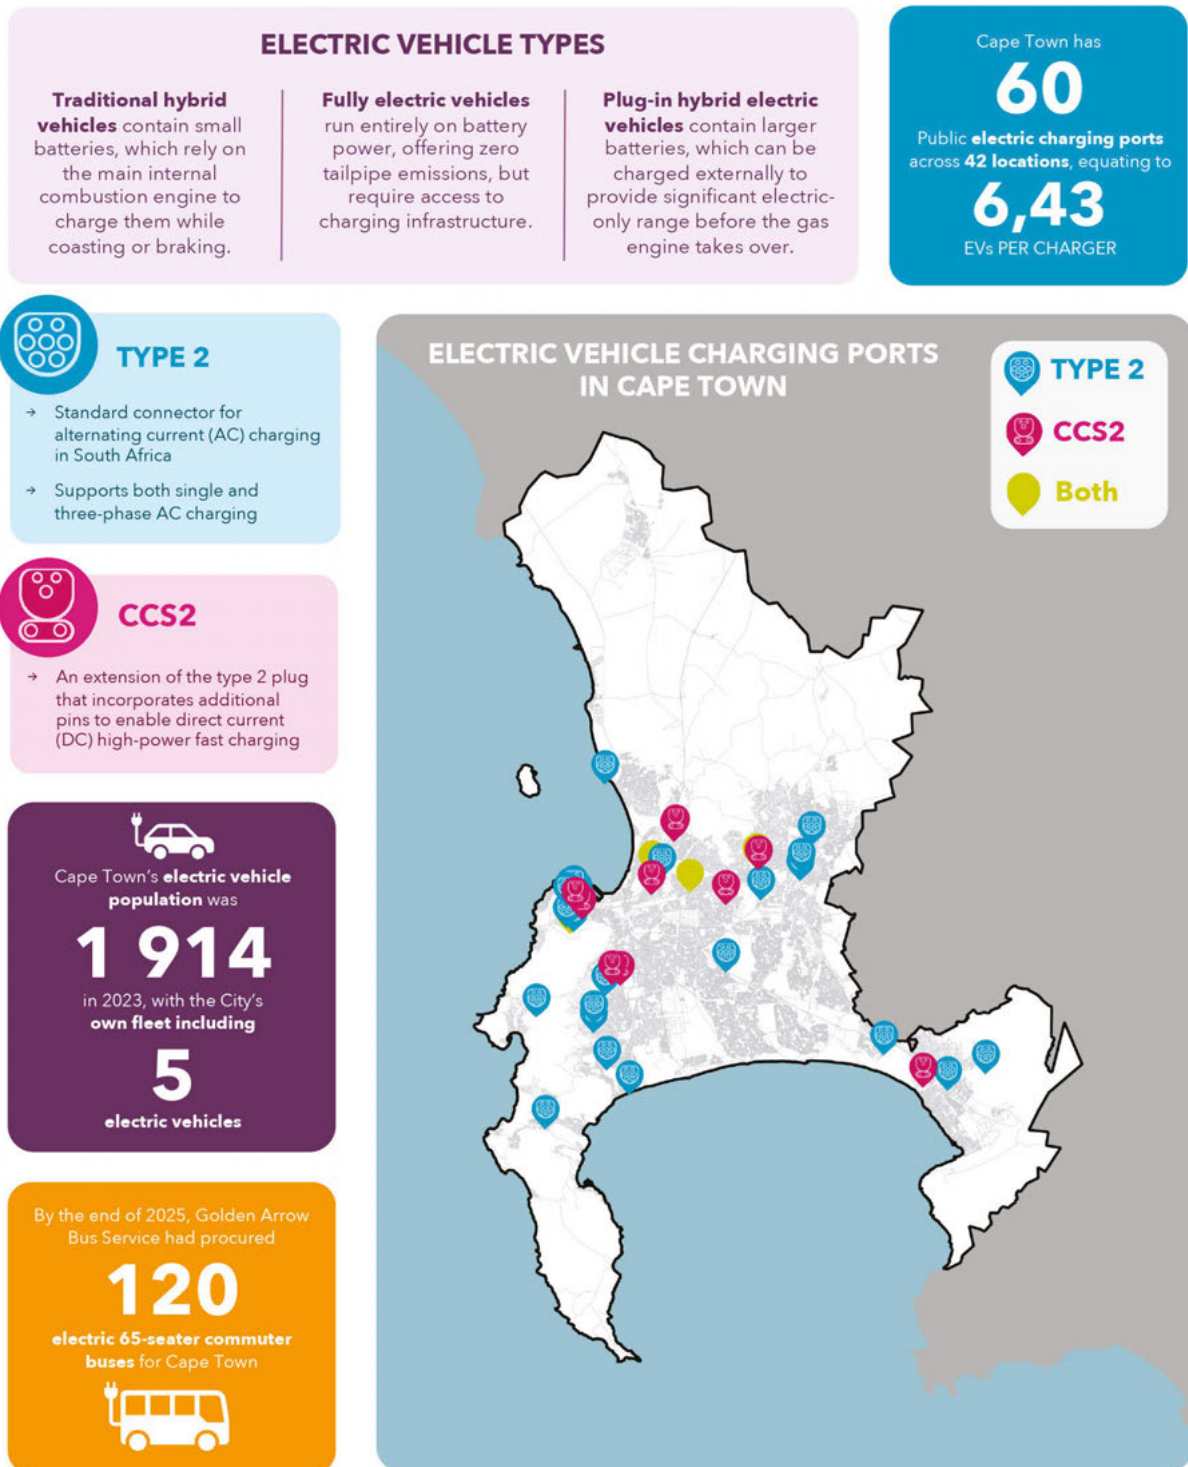 ELECTRIC VEHICLE TYPES
Traditional hybrid
vehicles contain small
batteries, which rely on
the main internal
combustion engine to
charge them while
coasting or braking.
Fully electric vehicles
run entirely on battery
power, offering zero
tailpipe emissions, but
require access to
charging infrastructure.
Plug-in hybrid electric
vehicles contain larger
batteries, which can be
charged externally to
provide significant electric-
only range before the gas
engine takes over.
Cape Town has
60
Public electric charging ports
across 42 locations, equating to
6,43
EVs PER CHARGER
TYPE 2
→ Standard connector for
alternating current (AC) charging
in South Africa
→ Supports both single and
three-phase AC charging
CCS2
→ An extension of the type 2 plug
that incorporates additional
pins to enable direct current
(DC) high-power fast charging
Cape Town's electric vehicle
population was
1 914
in 2023, with the City's
own fleet including
5
electric vehicles
By the end of 2025, Golden Arrow
Bus Service had procured
120
electric 65-seater commuter
buses for Cape Town
ELECTRIC VEHICLE CHARGING PORTS
IN CAPE TOWN
TYPE 2
CCS2
Both